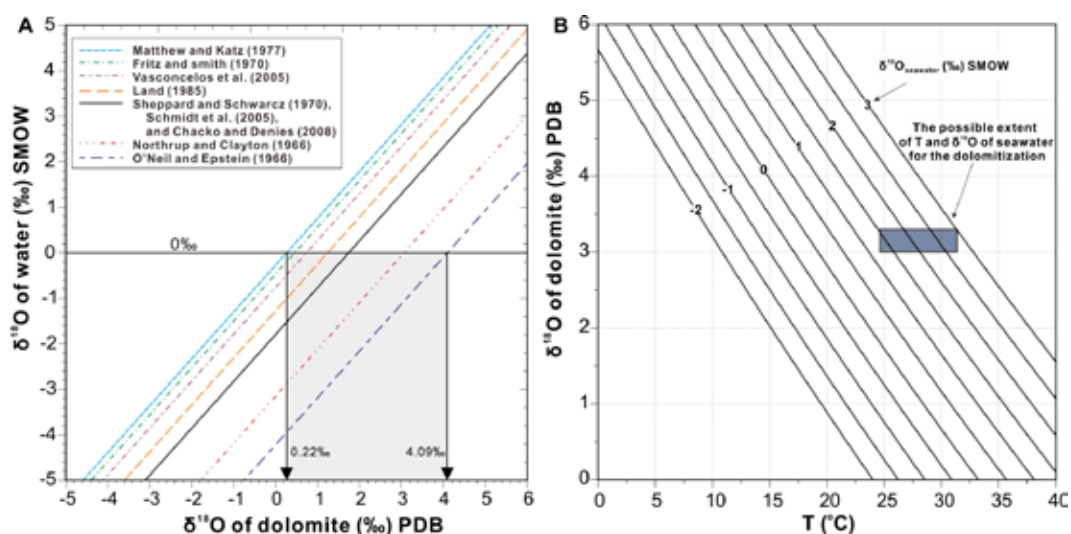 A
δ¹⁸O of water (‰) SMOW
5
4
3
2
1
0
-1
-2
-3
-4
-5
Matthew and Katz (1977)
Fritz and smith (1970)
Vasconcelos et al. (2005)
Land (1985)
Sheppard and Schwarcz (1970),
Schmidt et al. (2005),
and Chacko and Denies (2008)
Northrup and Clayton (1966)
O'Neil and Epstein (1966)
0‰
0.22‰
4.09‰
-5 -4 -3 -2 -1 0 1 2 3 4 5 6
δ¹⁸O of dolomite (‰) PDB
B
δ¹⁸O of dolomite (‰) PDB
6
5
4
3
2
1
0
δ¹⁸Oseawater (‰) SMOW
3
2
1
0
-1
-2
The possible extent
of T and δ¹⁸O of seawater
for the dolomitization
0 5 10 15 20 25 30 35 40
T (°C)